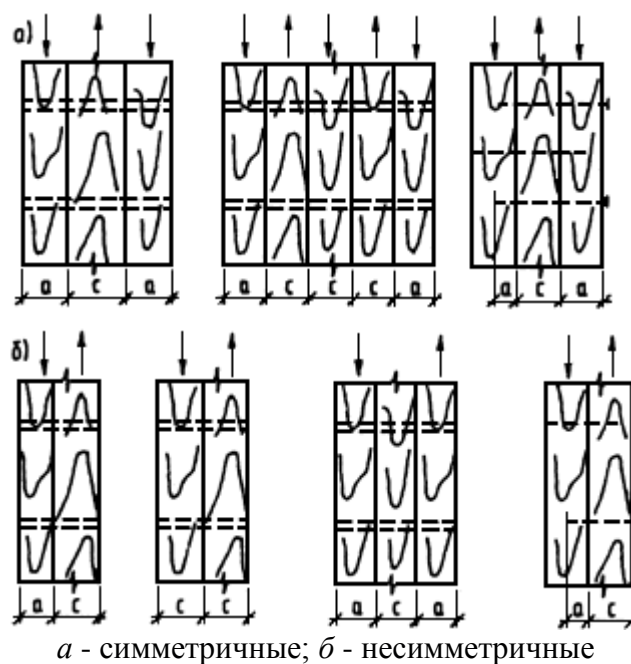 а)
а с а а с с с а а с а
б)
а с с с а с а а с
а - симметричные; б - несимметричные